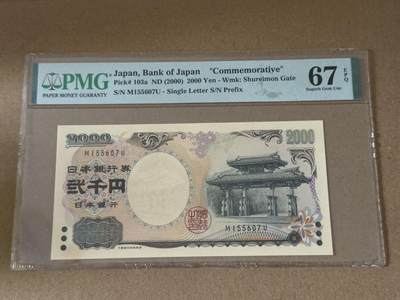 PMG
PAPER MONEY GUARANTY
Japan, Bank of Japan "Commemorative"
Pick# 103a ND (2000) 2000 Yen - Wmk: Shureimon Gate
S/N M155607U - Single Letter S/N Prefix
67 EPQ
Superb Gem Unc
2000
2000
M155607U
日本銀行券
弐千円
日本銀行
M155607U